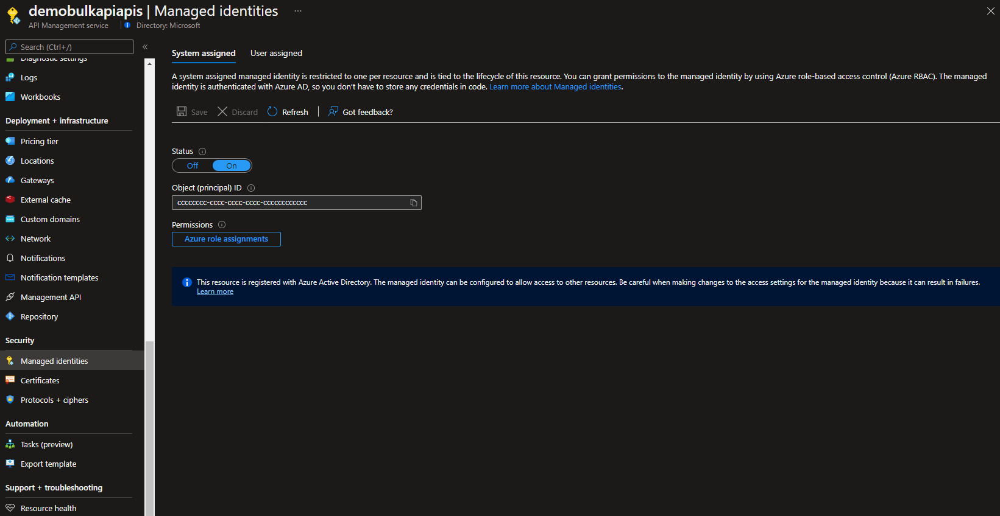 demobulkapiapis | Managed identities ...
API Management service
Directory: Microsoft
Search (Ctrl+/)
«
Diagnostic settings
Logs
Workbooks
Deployment + infrastructure
Pricing tier
Locations
Gateways
External cache
Custom domains
Network
Notifications
Notification templates
Management API
Repository
Security
Managed identities
Certificates
Protocols + ciphers
Automation
Tasks (preview)
Export template
Support + troubleshooting
Resource health
System assigned
User assigned
A system assigned managed identity is restricted to one per resource and is tied to the lifecycle of this resource. You can grant permissions to the managed identity by using Azure role-based access control (Azure RBAC). The managed
identity is authenticated with Azure AD, so you don't have to store any credentials in code. Learn more about Managed identities.
Save
Discard
Refresh
Got feedback?
Status
Off
On
Object (principal) ID
cccccccc-cccc-cccc-cccc-cccccccccccc
Permissions
Azure role assignments
This resource is registered with Azure Active Directory. The managed identity can be configured to allow access to other resources. Be careful when making changes to the access settings for the managed identity because it can result in failures.
Learn more